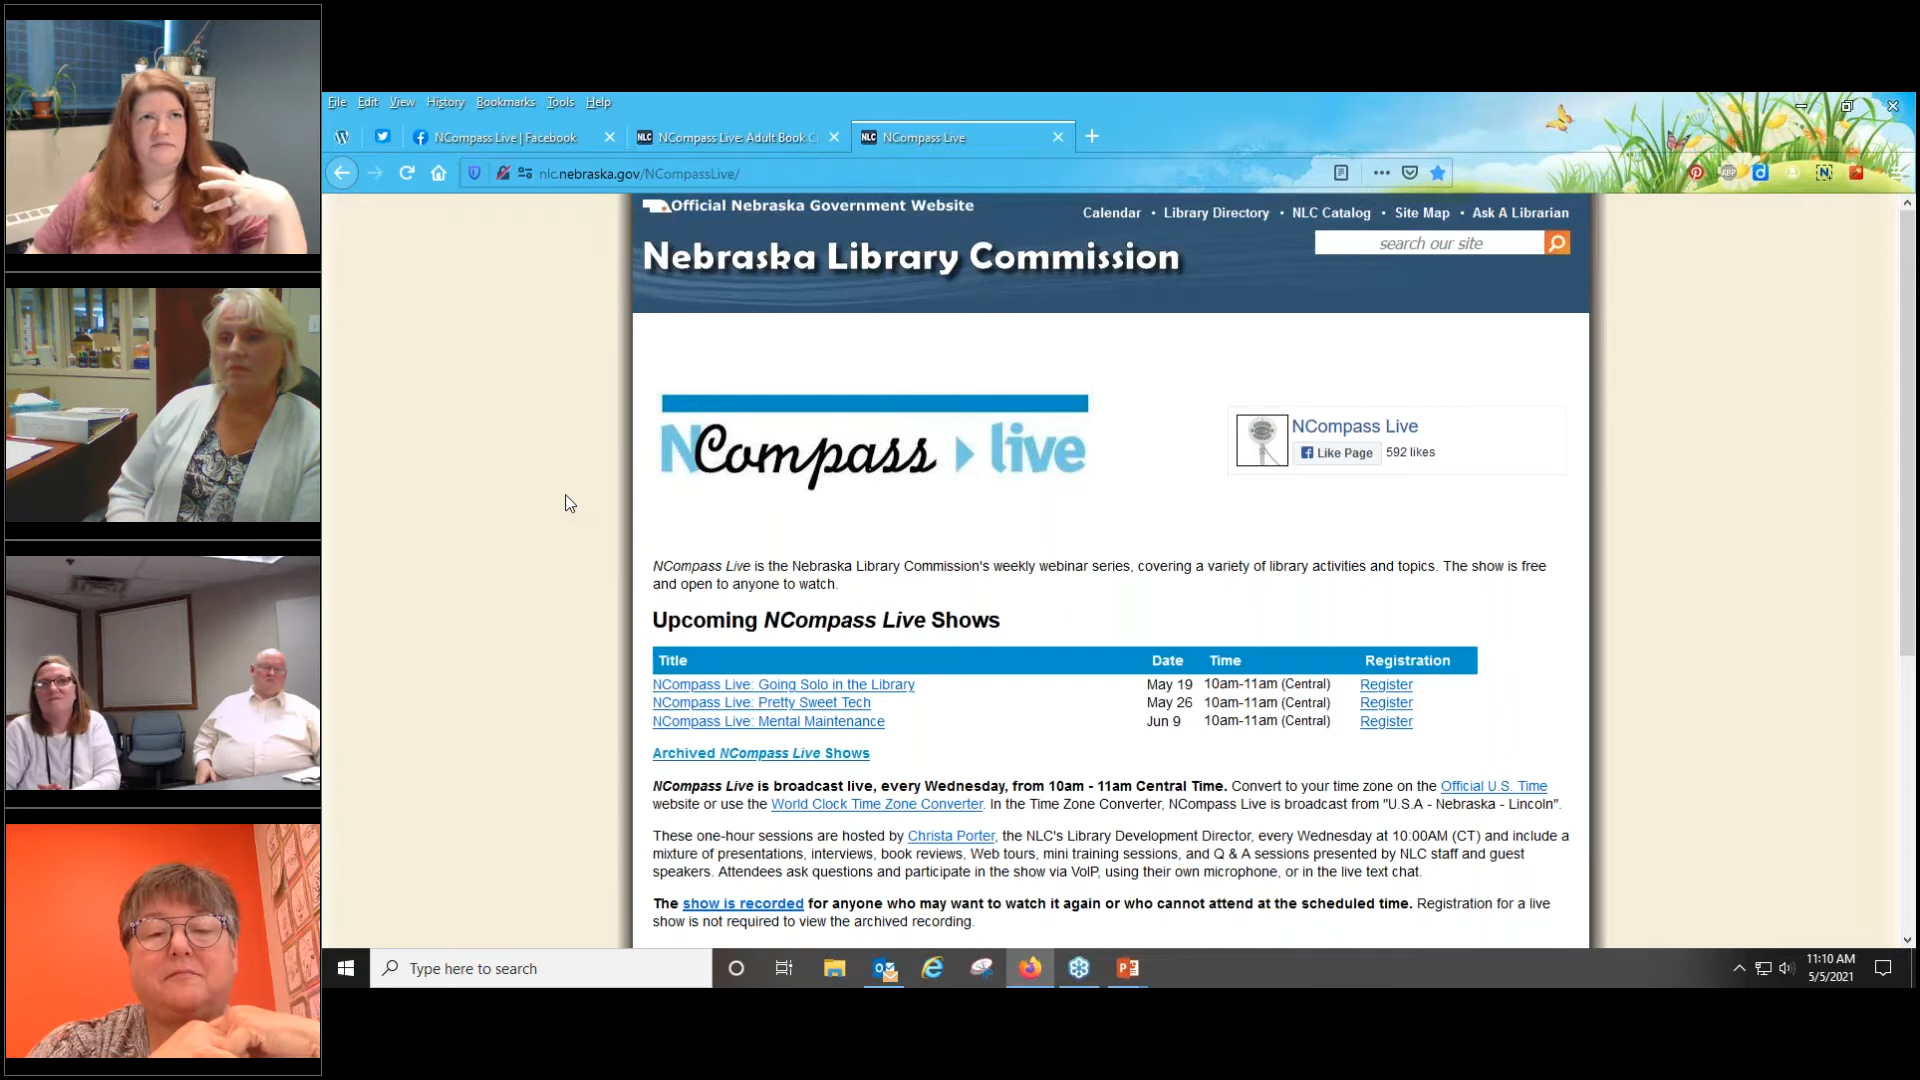 File Edit View History Bookmarks Tools Help
NCompass Live | Facebook
NLC NCompass Live: Adult Book C
NLC NCompass Live
nlc.nebraska.gov/NCompassLive/
ABP
Official Nebraska Government Website
Calendar • Library Directory • NLC Catalog • Site Map • Ask A Librarian
Nebraska Library Commission
search our site
NCompass live
NCompass Live
Like Page 592 likes
NCompass Live is the Nebraska Library Commission's weekly webinar series, covering a variety of library activities and topics. The show is free
and open to anyone to watch.
Upcoming NCompass Live Shows
Title Date Time Registration
NCompass Live: Going Solo in the Library May 19 10am-11am (Central) Register
NCompass Live: Pretty Sweet Tech May 26 10am-11am (Central) Register
NCompass Live: Mental Maintenance Jun 9 10am-11am (Central) Register
Archived NCompass Live Shows
NCompass Live is broadcast live, every Wednesday, from 10am - 11am Central Time. Convert to your time zone on the Official U.S. Time
website or use the World Clock Time Zone Converter. In the Time Zone Converter, NCompass Live is broadcast from "U.S.A - Nebraska - Lincoln".
These one-hour sessions are hosted by Christa Porter, the NLC's Library Development Director, every Wednesday at 10:00AM (CT) and include a
mixture of presentations, interviews, book reviews, Web tours, mini training sessions, and Q & A sessions presented by NLC staff and guest
speakers. Attendees ask questions and participate in the show via VoIP, using their own microphone, or in the live text chat.
The show is recorded for anyone who may want to watch it again or who cannot attend at the scheduled time. Registration for a live
show is not required to view the archived recording.
Type here to search
11:10 AM
5/5/2021